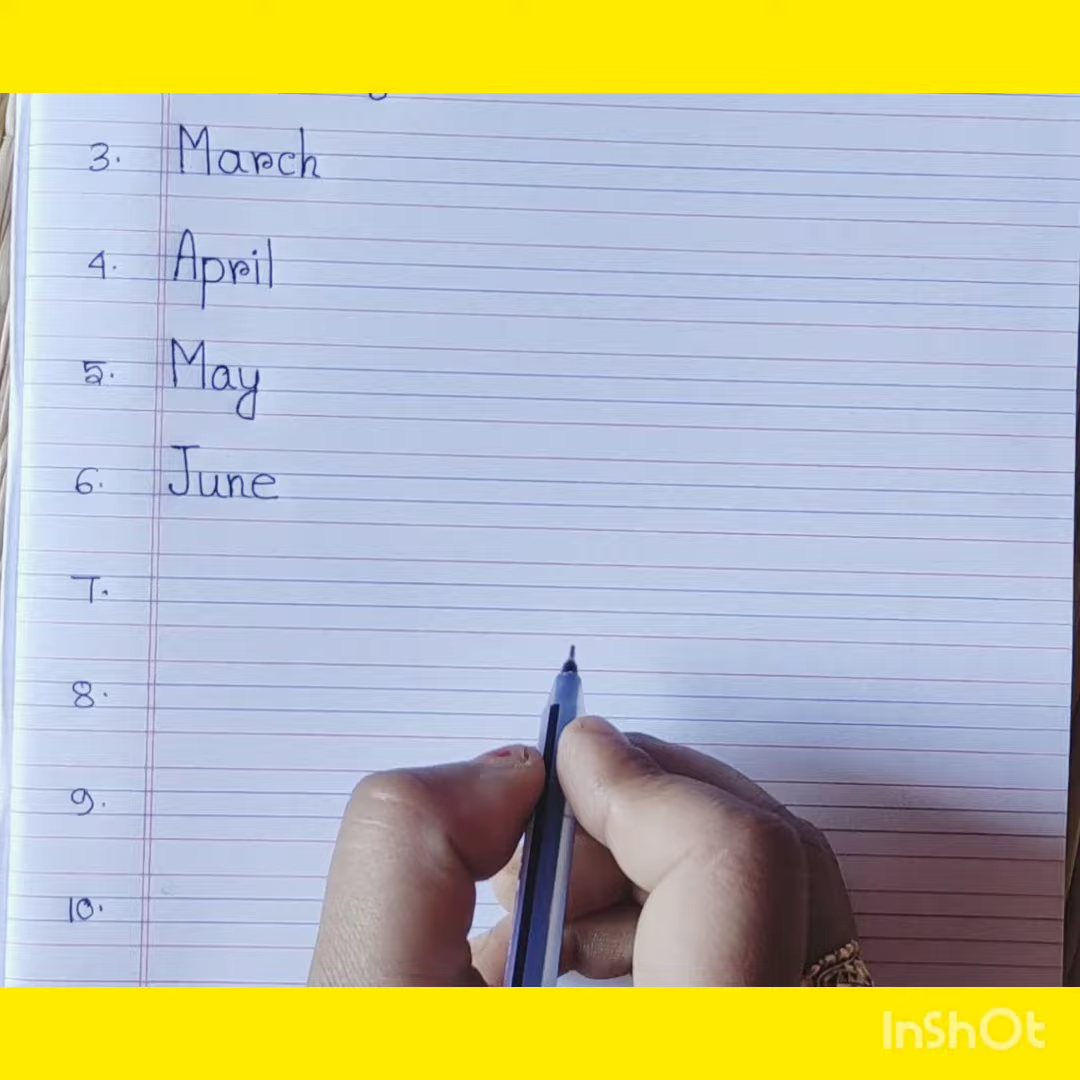 3. March
4. April
5. May
6. June
7.
8.
9.
10.
InShOt